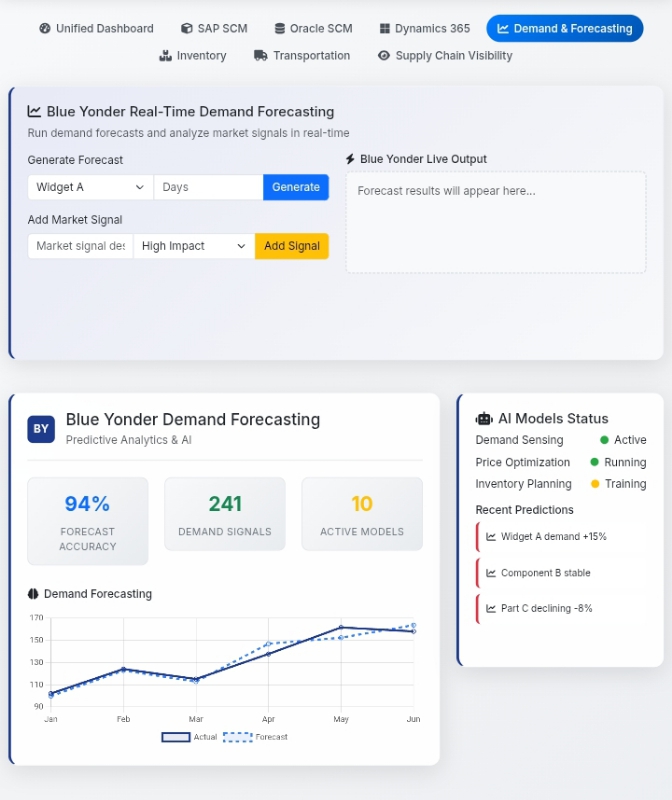 Unified Dashboard
SAP SCM
Oracle SCM
Dynamics 365
Demand & Forecasting
Inventory
Transportation
Supply Chain Visibility
Blue Yonder Real-Time Demand Forecasting
Run demand forecasts and analyze market signals in real-time
Generate Forecast
Widget A
Days
Generate
Add Market Signal
Market signal des
High Impact
Add Signal
Blue Yonder Live Output
Forecast results will appear here...
BY
Blue Yonder Demand Forecasting
Predictive Analytics & AI
94%
FORECAST
ACCURACY
241
DEMAND SIGNALS
10
ACTIVE MODELS
Demand Forecasting
170
150
130
110
90
Jan
Feb
Mar
Apr
May
Jun
Actual
Forecast
AI Models Status
Demand Sensing
Active
Price Optimization
Running
Inventory Planning
Training
Recent Predictions
Widget A demand +15%
Component B stable
Part C declining -8%